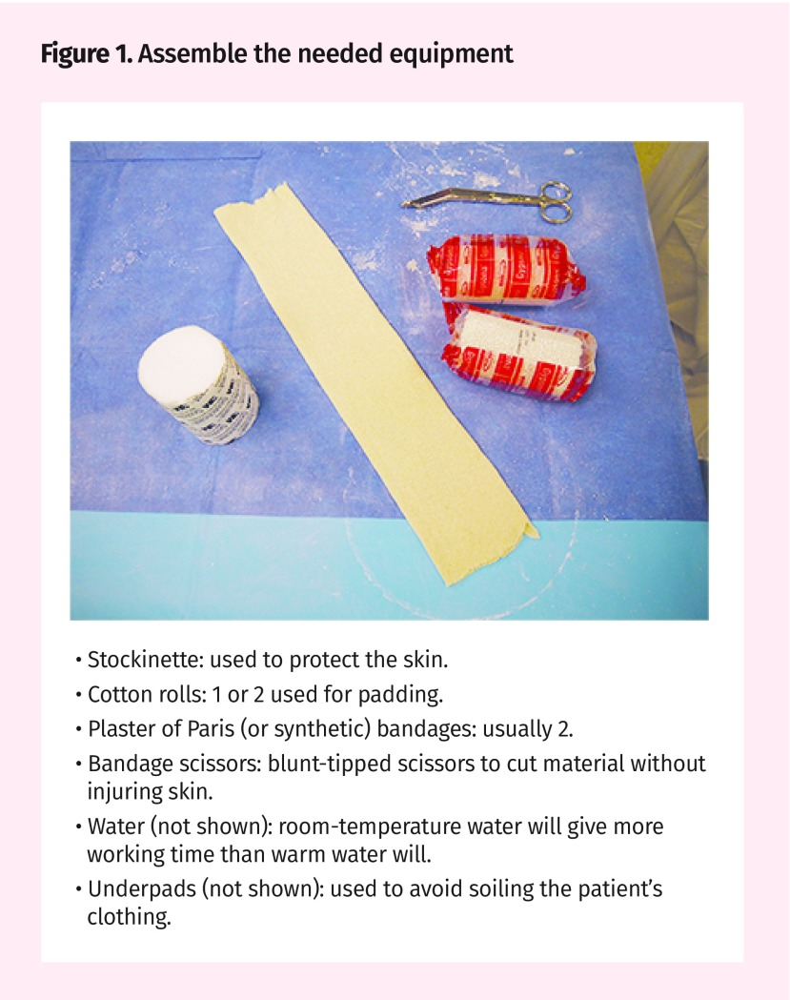 Figure 1. Assemble the needed equipment
Gypsona
• Stockinette: used to protect the skin.
• Cotton rolls: 1 or 2 used for padding.
• Plaster of Paris (or synthetic) bandages: usually 2.
• Bandage scissors: blunt-tipped scissors to cut material without
injuring skin.
• Water (not shown): room-temperature water will give more
working time than warm water will.
• Underpads (not shown): used to avoid soiling the patient’s
clothing.